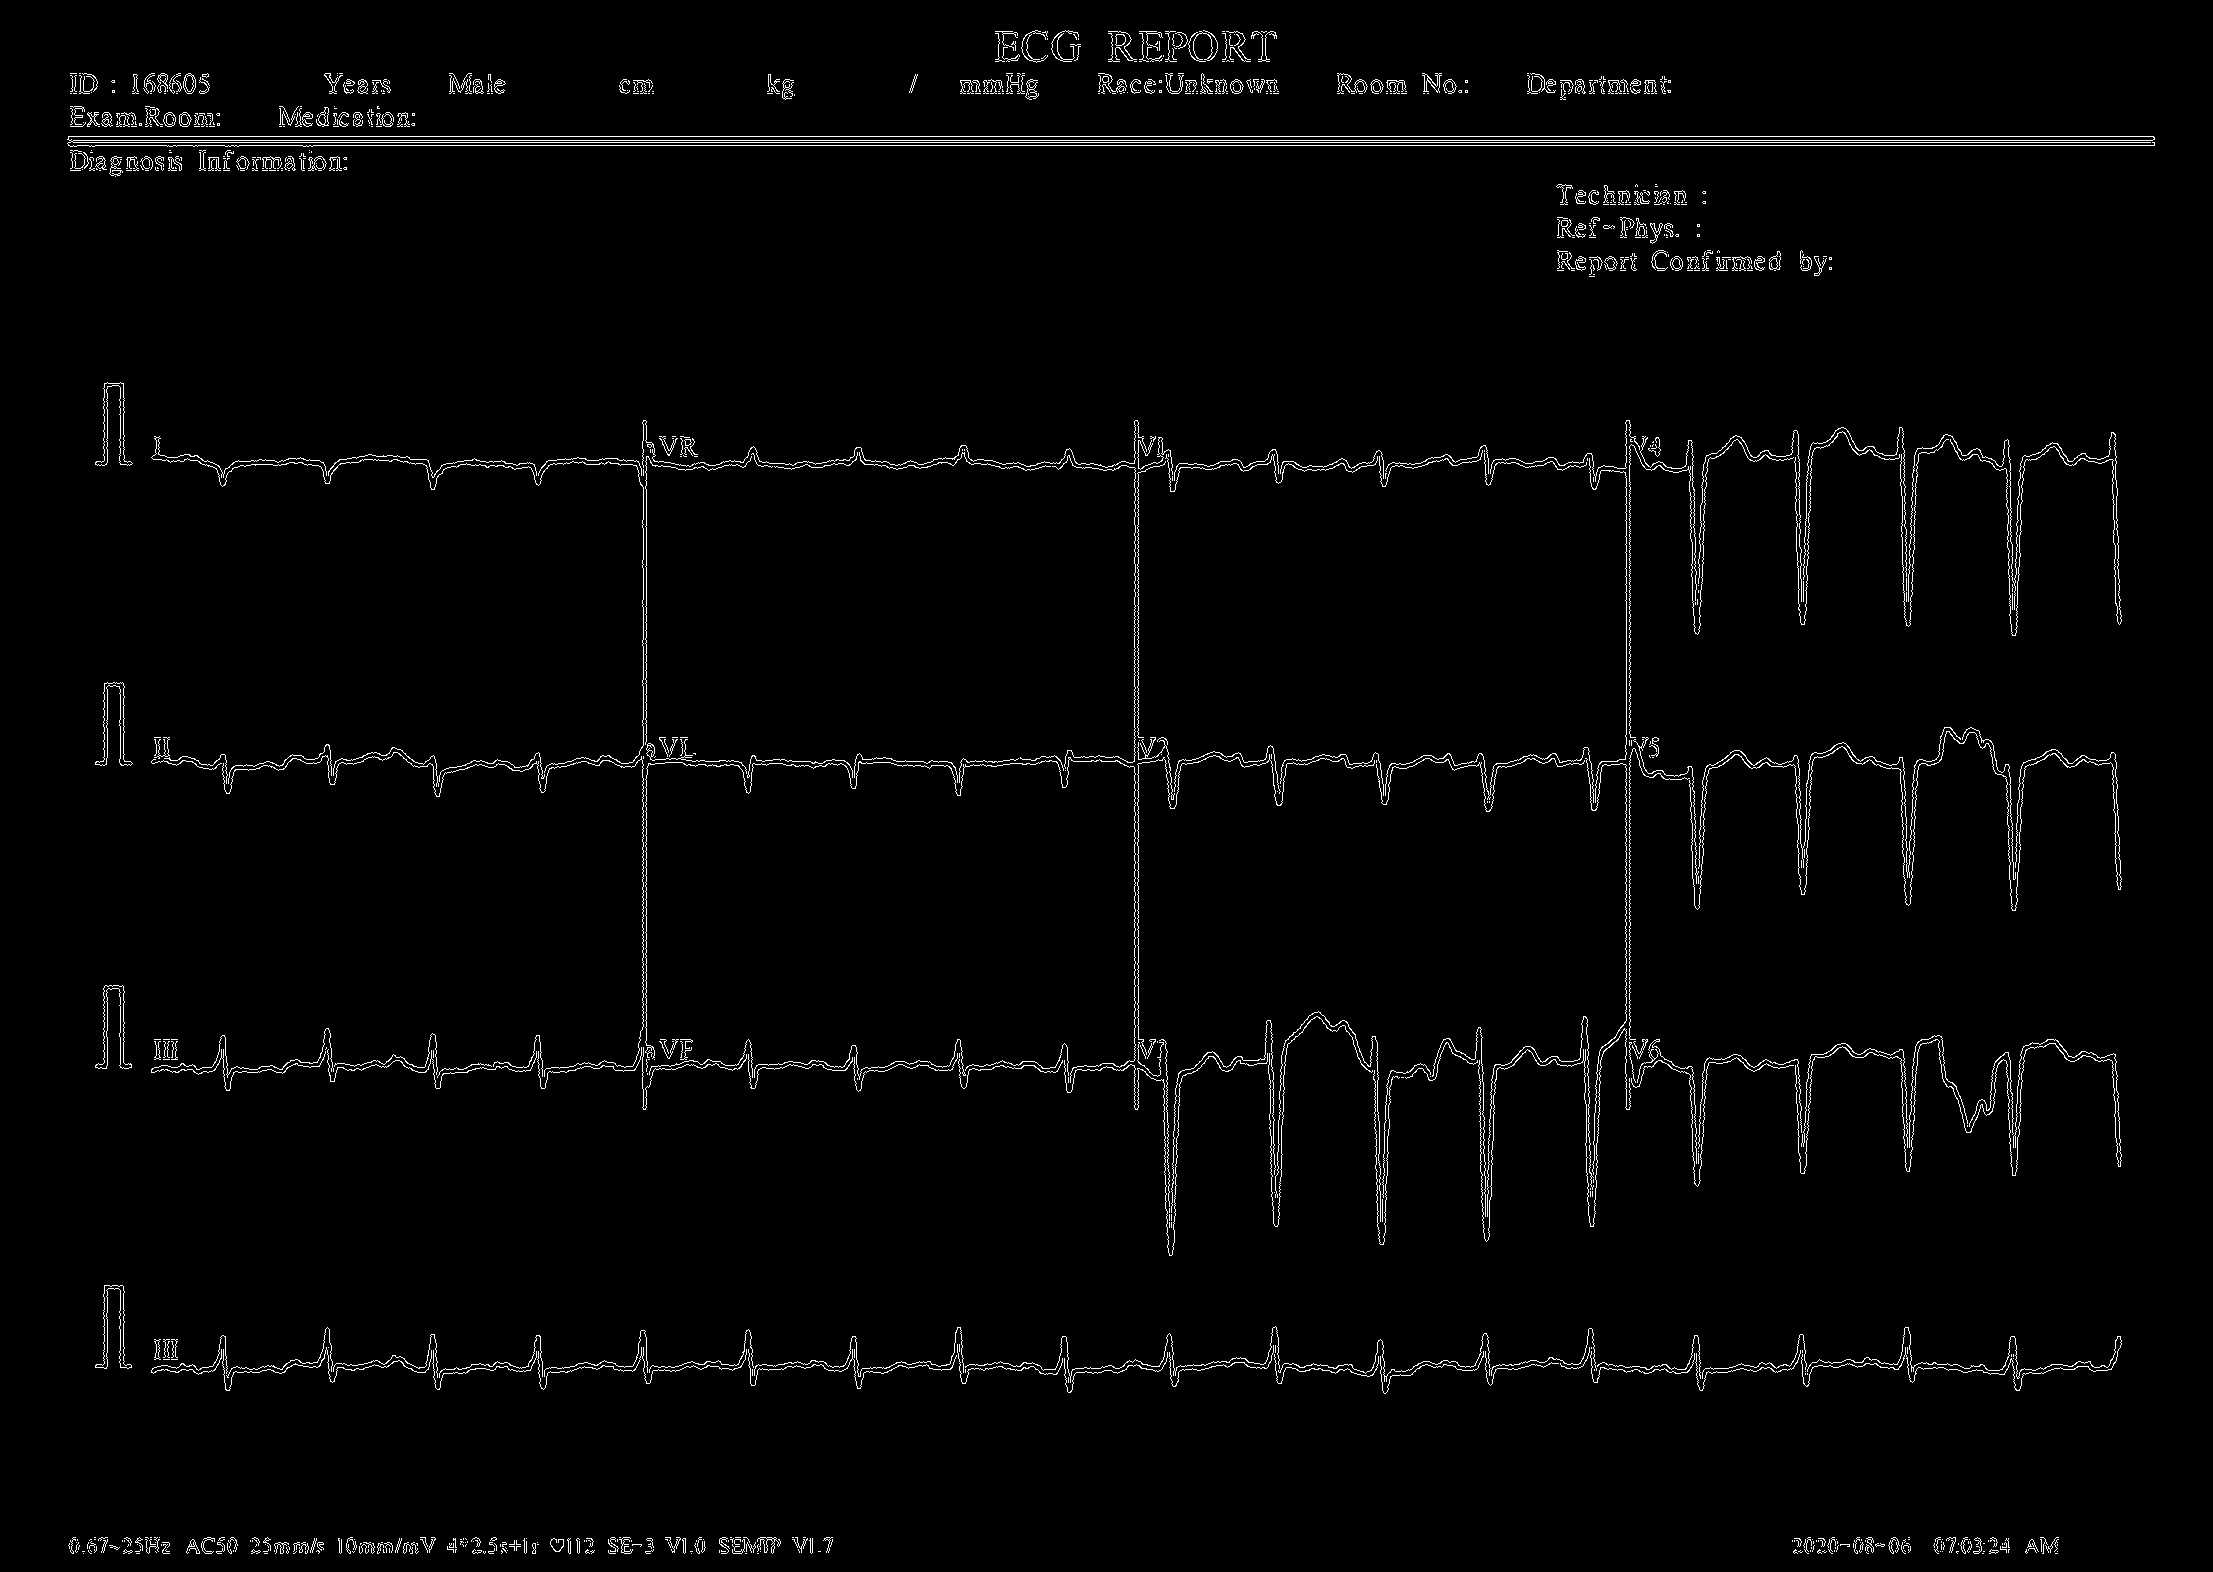 ECG REPORT
ID : 168605 Years Male cm kg / mmHg Race:Unknown Room No.: Department:
Exam.Room: Medication:
Diagnosis Information:
Technician :
Ref-Phys. :
Report Confirmed by:
I aVR V1 V4
II aVL V2 V5
III aVF V3 V6
III
0.67~25Hz AC50 25mm/s 10mm/mV 4*2.5s+1r ♡112 SE-3 V1.0 SEMIP V1.7
2020-08-06 07:03:24 AM